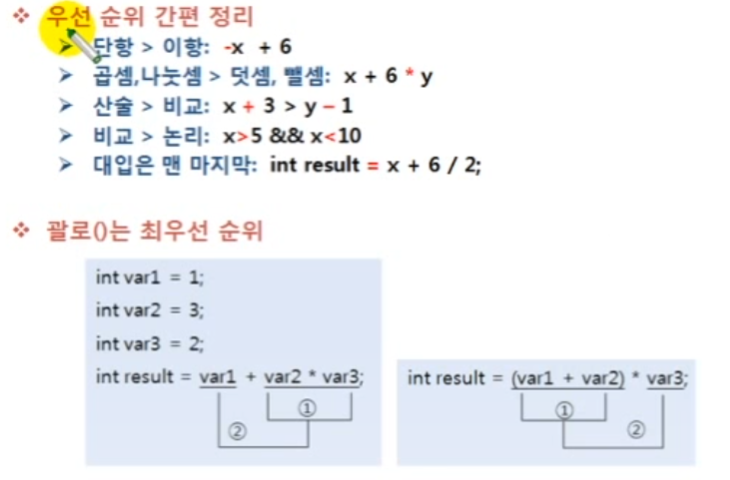 ❖ 우선 순위 간편 정리
➤ 단항 > 이항: -x + 6
➤ 곱셈,나눗셈 > 덧셈, 뺄셈: x + 6 * y
➤ 산술 > 비교: x + 3 > y – 1
➤ 비교 > 논리: x>5 && x<10
➤ 대입은 맨 마지막: int result = x + 6 / 2;
❖ 괄로()는 최우선 순위
int var1 = 1;
int var2 = 3;
int var3 = 2;
int result = var1 + var2 * var3;
①
②
int result = (var1 + var2) * var3;
①
②